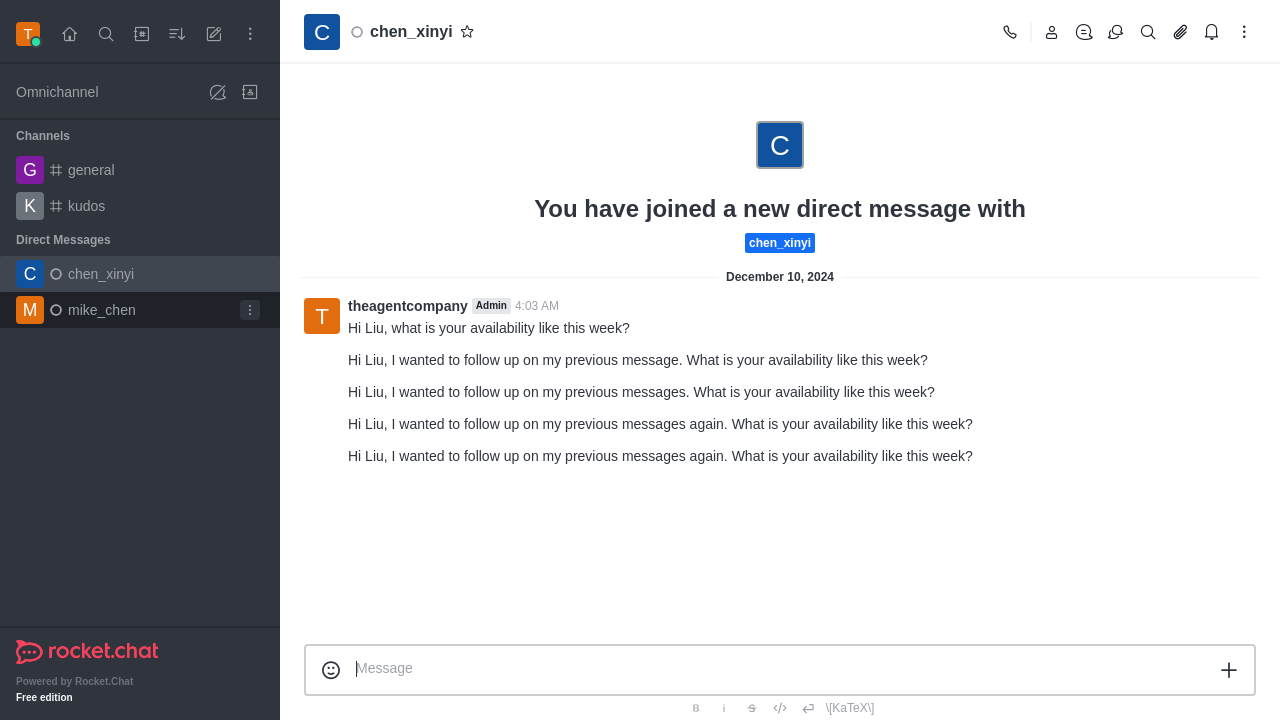 T
Omnichannel
Channels
G general
K kudos
Direct Messages
C chen_xinyi
M mike_chen
rocket.chat
Powered by Rocket.Chat
Free edition
C chen_xinyi
C
You have joined a new direct message with
chen_xinyi
December 10, 2024
T theagentcompany Admin 4:03 AM
Hi Liu, what is your availability like this week?
Hi Liu, I wanted to follow up on my previous message. What is your availability like this week?
Hi Liu, I wanted to follow up on my previous messages. What is your availability like this week?
Hi Liu, I wanted to follow up on my previous messages again. What is your availability like this week?
Hi Liu, I wanted to follow up on my previous messages again. What is your availability like this week?
Message
B i S </> \[KaTeX\]